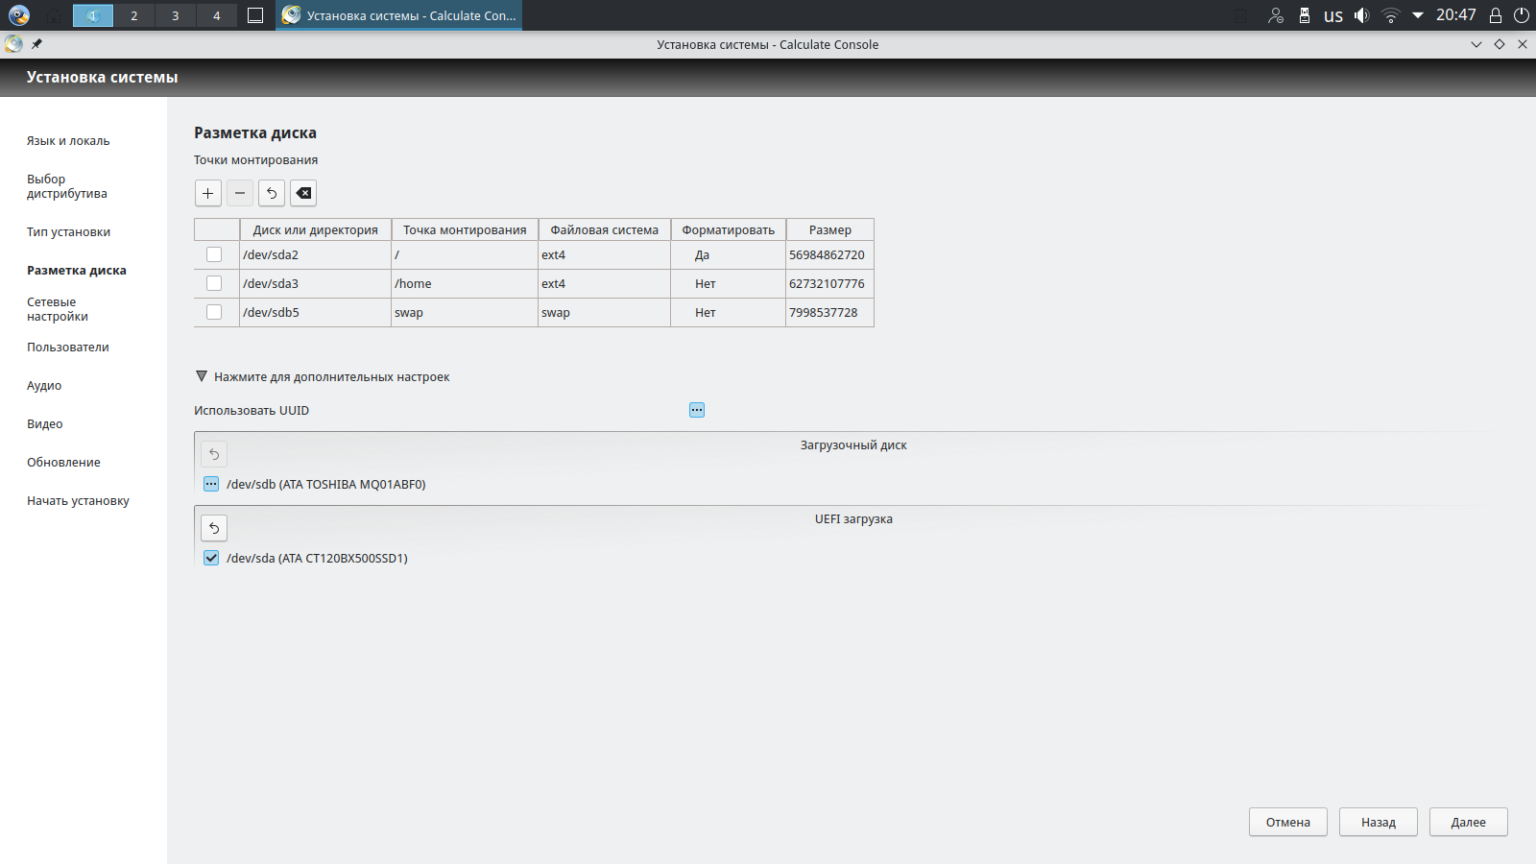 1 2 3 4 Установка системы - Calculate Con... us 20:47
Установка системы - Calculate Console
Установка системы
Язык и локаль
Выбор
дистрибутива
Тип установки
Разметка диска
Сетевые
настройки
Пользователи
Аудио
Видео
Обновление
Начать установку
Разметка диска
Точки монтирования
Диск или директория Точка монтирования Файловая система Форматировать Размер
/dev/sda2 / ext4 Да 56984862720
/dev/sda3 /home ext4 Нет 62732107776
/dev/sdb5 swap swap Нет 7998537728
Нажмите для дополнительных настроек
Использовать UUID
Загрузочный диск
/dev/sdb (ATA TOSHIBA MQ01ABF0)
UEFI загрузка
/dev/sda (ATA CT120BX500SSD1)
Отмена Назад Далее